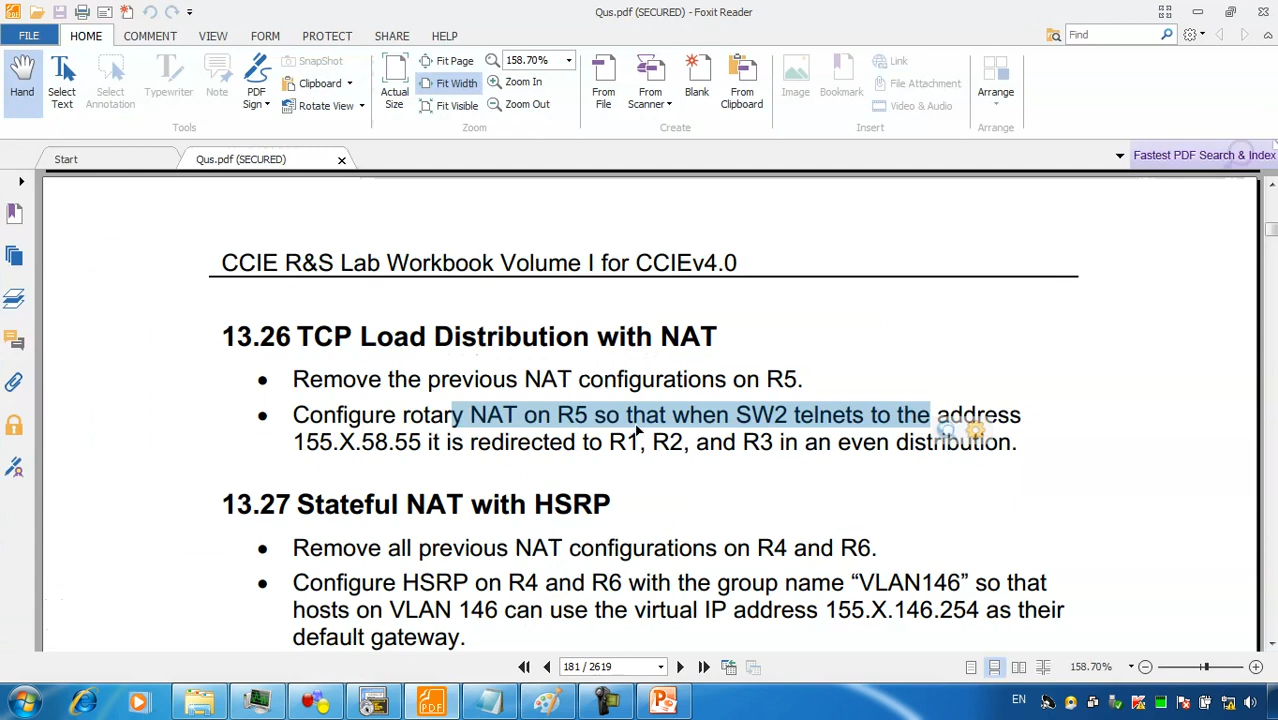 Qus.pdf (SECURED) - Foxit Reader
FILE HOME COMMENT VIEW FORM PROTECT SHARE HELP
Find
Hand
Select Text
Select Annotation
Typewriter
Note
PDF Sign
SnapShot
Clipboard
Rotate View
Tools
Actual Size
Fit Page
Fit Width
Fit Visible
158.70%
Zoom In
Zoom Out
Zoom
From File
From Scanner
Blank
From Clipboard
Create
Image
Bookmark
Link
File Attachment
Video & Audio
Insert
Arrange
Arrange
Start
Qus.pdf (SECURED)
Fastest PDF Search & Index
CCIE R&S Lab Workbook Volume I for CCIEv4.0
13.26 TCP Load Distribution with NAT
• Remove the previous NAT configurations on R5.
• Configure rotary NAT on R5 so that when SW2 telnets to the address
155.X.58.55 it is redirected to R1, R2, and R3 in an even distribution.
13.27 Stateful NAT with HSRP
• Remove all previous NAT configurations on R4 and R6.
• Configure HSRP on R4 and R6 with the group name “VLAN146” so that
hosts on VLAN 146 can use the virtual IP address 155.X.146.254 as their
default gateway.
181 / 2619
158.70%
EN